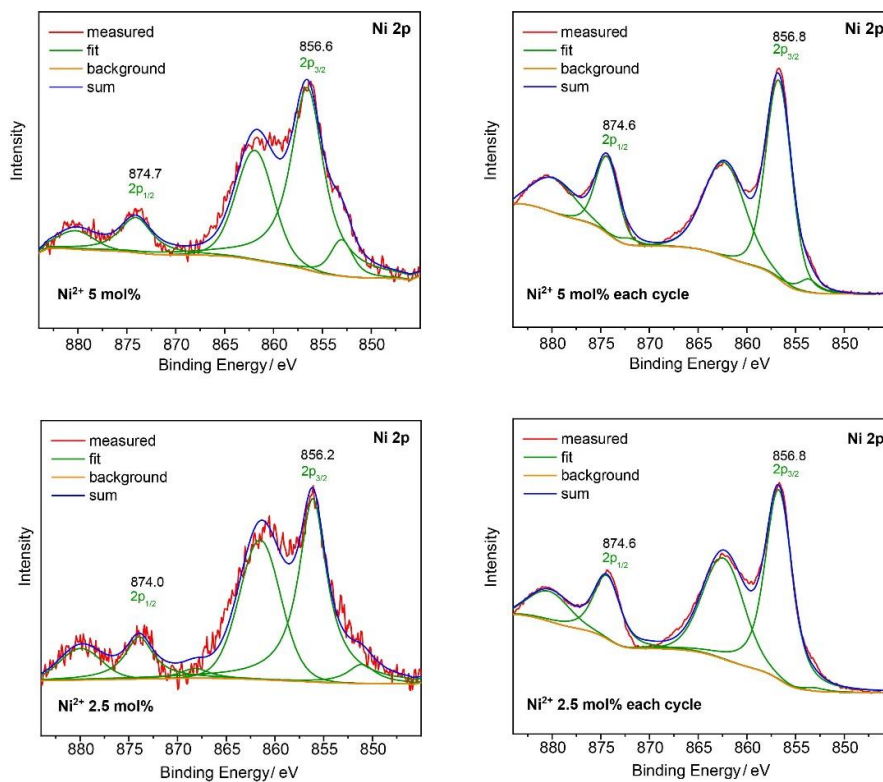 measured
fit
background
sum
Ni 2p
856.6
2p3/2
874.7
2p1/2
Intensity
Ni²⁺ 5 mol%
880 875 870 865 860 855 850
Binding Energy / eV
measured
fit
background
sum
Ni 2p
856.8
2p3/2
874.6
2p1/2
Intensity
Ni²⁺ 5 mol% each cycle
880 875 870 865 860 855 850
Binding Energy / eV
measured
fit
background
sum
Ni 2p
856.2
2p3/2
874.0
2p1/2
Intensity
Ni²⁺ 2.5 mol%
880 875 870 865 860 855 850
Binding Energy / eV
measured
fit
background
sum
Ni 2p
856.8
2p3/2
874.6
2p1/2
Intensity
Ni²⁺ 2.5 mol% each cycle
880 875 870 865 860 855 850
Binding Energy / eV